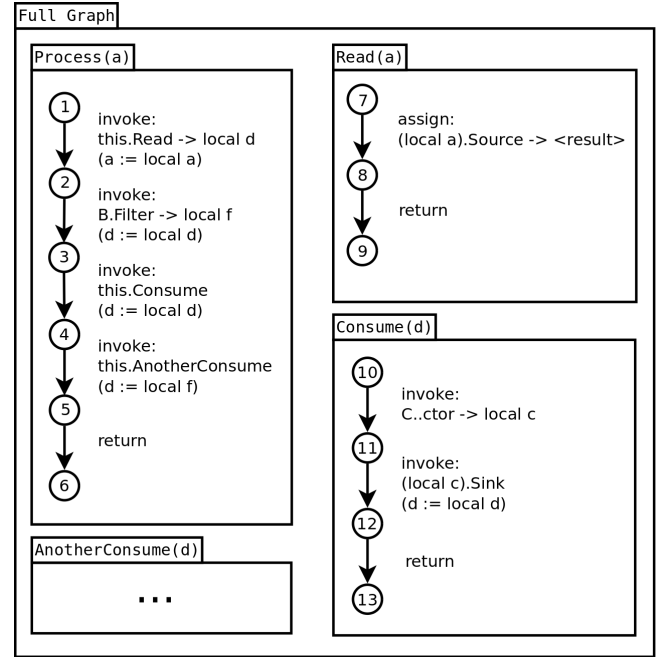 Full Graph
Process(a)
1
invoke:
this.Read -> local d
(a := local a)
2
invoke:
B.Filter -> local f
(d := local d)
3
invoke:
this.Consume
(d := local d)
4
invoke:
this.AnotherConsume
(d := local f)
5
return
6
AnotherConsume(d)
...
Read(a)
7
assign:
(local a).Source -> <result>
8
return
9
Consume(d)
10
invoke:
C..ctor -> local c
11
invoke:
(local c).Sink
(d := local d)
12
return
13